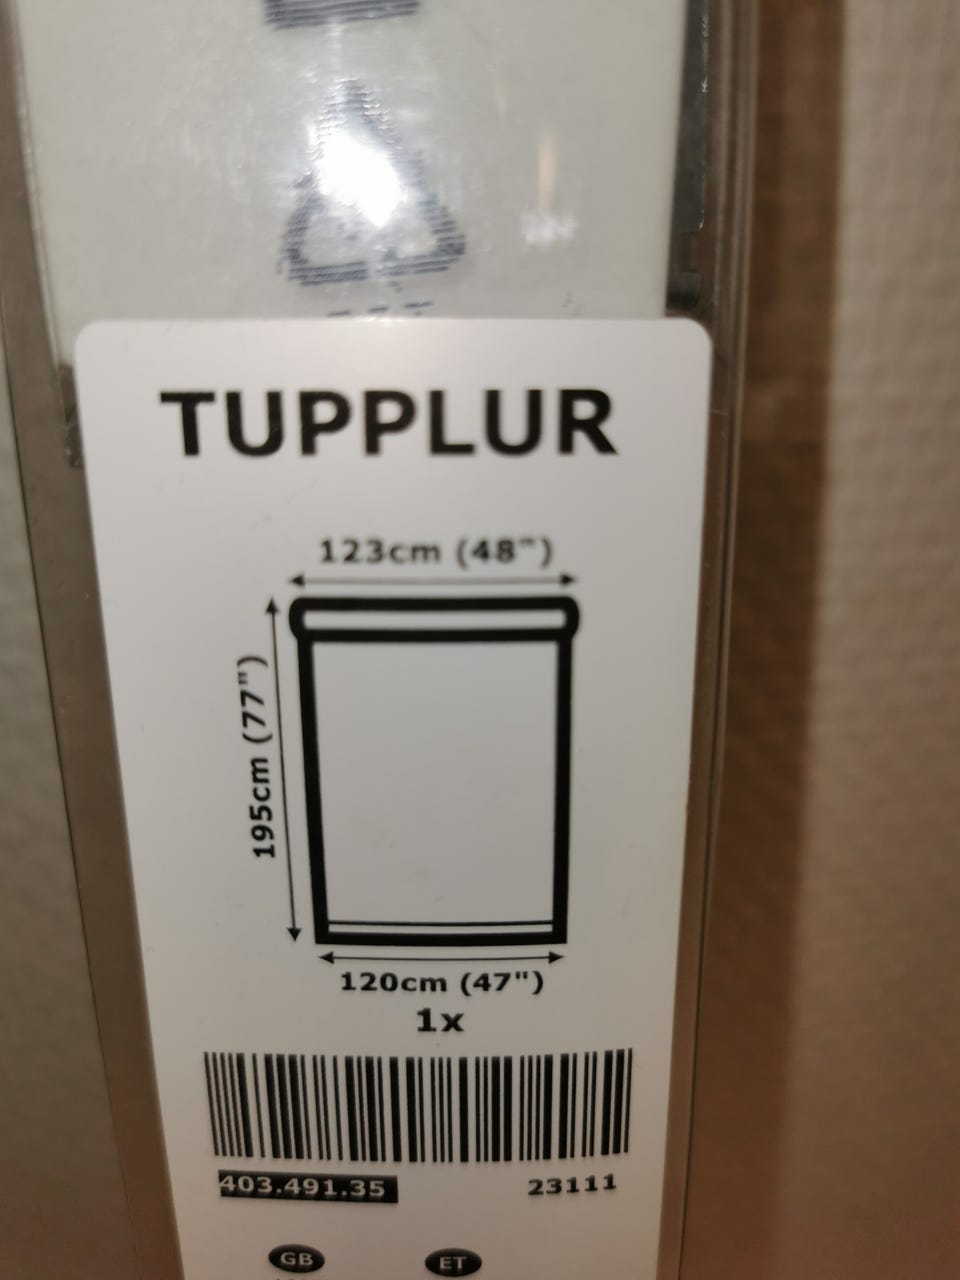 TUPPLUR
123cm (48")
195cm (77")
120cm (47")
1x
403.491.35 23111
GB ET